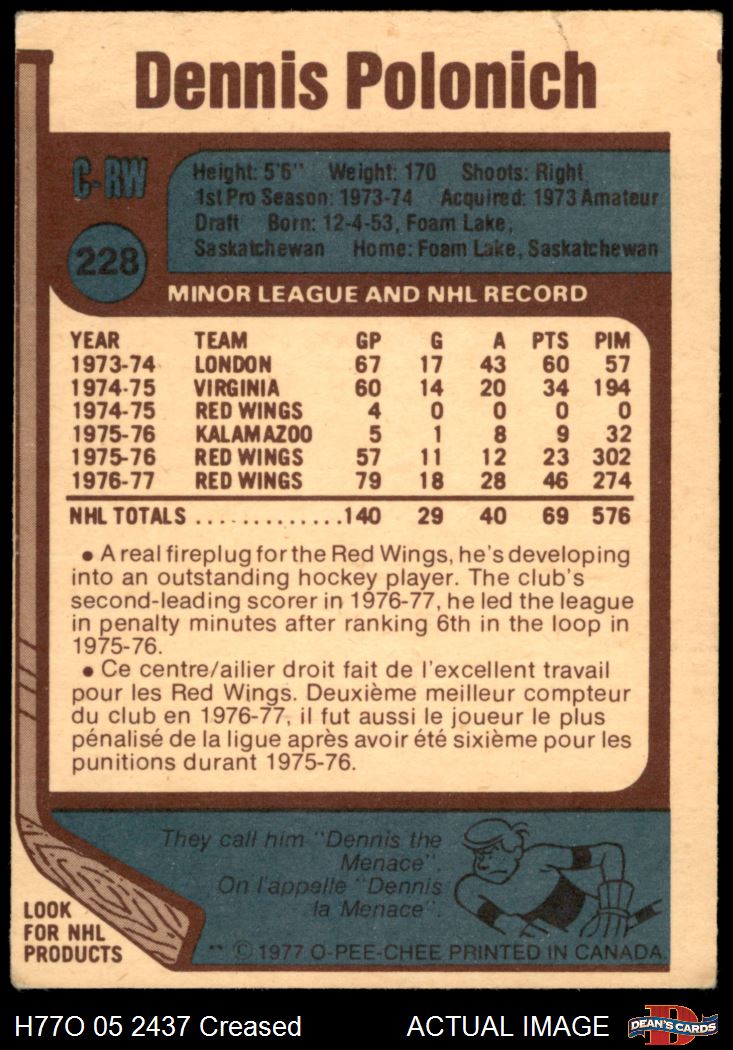 Dennis Polonich
C-RW
Height: 5'6" Weight: 170 Shoots: Right
1st Pro Season: 1973-74 Acquired: 1973 Amateur
Draft Born: 12-4-53, Foam Lake,
Saskatchewan Home: Foam Lake, Saskatchewan
228
MINOR LEAGUE AND NHL RECORD
YEAR TEAM GP G A PTS PIM
1973-74 LONDON 67 17 43 60 57
1974-75 VIRGINIA 60 14 20 34 194
1974-75 RED WINGS 4 0 0 0 0
1975-76 KALAMAZOO 5 1 8 9 32
1975-76 RED WINGS 57 11 12 23 302
1976-77 RED WINGS 79 18 28 46 274
NHL TOTALS .............140 29 40 69 576
• A real fireplug for the Red Wings, he's developing
into an outstanding hockey player. The club's
second-leading scorer in 1976-77, he led the league
in penalty minutes after ranking 6th in the loop in
1975-76.
• Ce centre/ailier droit fait de l'excellent travail
pour les Red Wings. Deuxième meilleur compteur
du club en 1976-77, il fut aussi le joueur le plus
pénalisé de la ligue après avoir été sixième pour les
punitions durant 1975-76.
They call him "Dennis the
Menace".
On l'appelle "Dennis
la Menace".
LOOK
FOR NHL
PRODUCTS
** © 1977 O-PEE-CHEE PRINTED IN CANADA.
H77O 05 2437 Creased ACTUAL IMAGE
DEAN'S CARDS